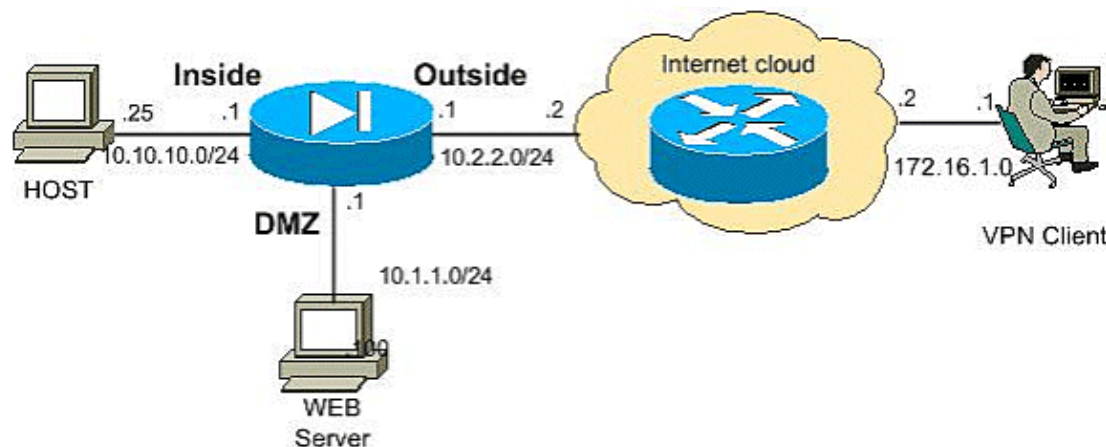 Inside
Outside
Internet cloud
.25
.1
.1
.2
.2
.1
10.10.10.0/24
10.2.2.0/24
172.16.1.0
HOST
.1
DMZ
VPN Client
10.1.1.0/24
.100
WEB
Server